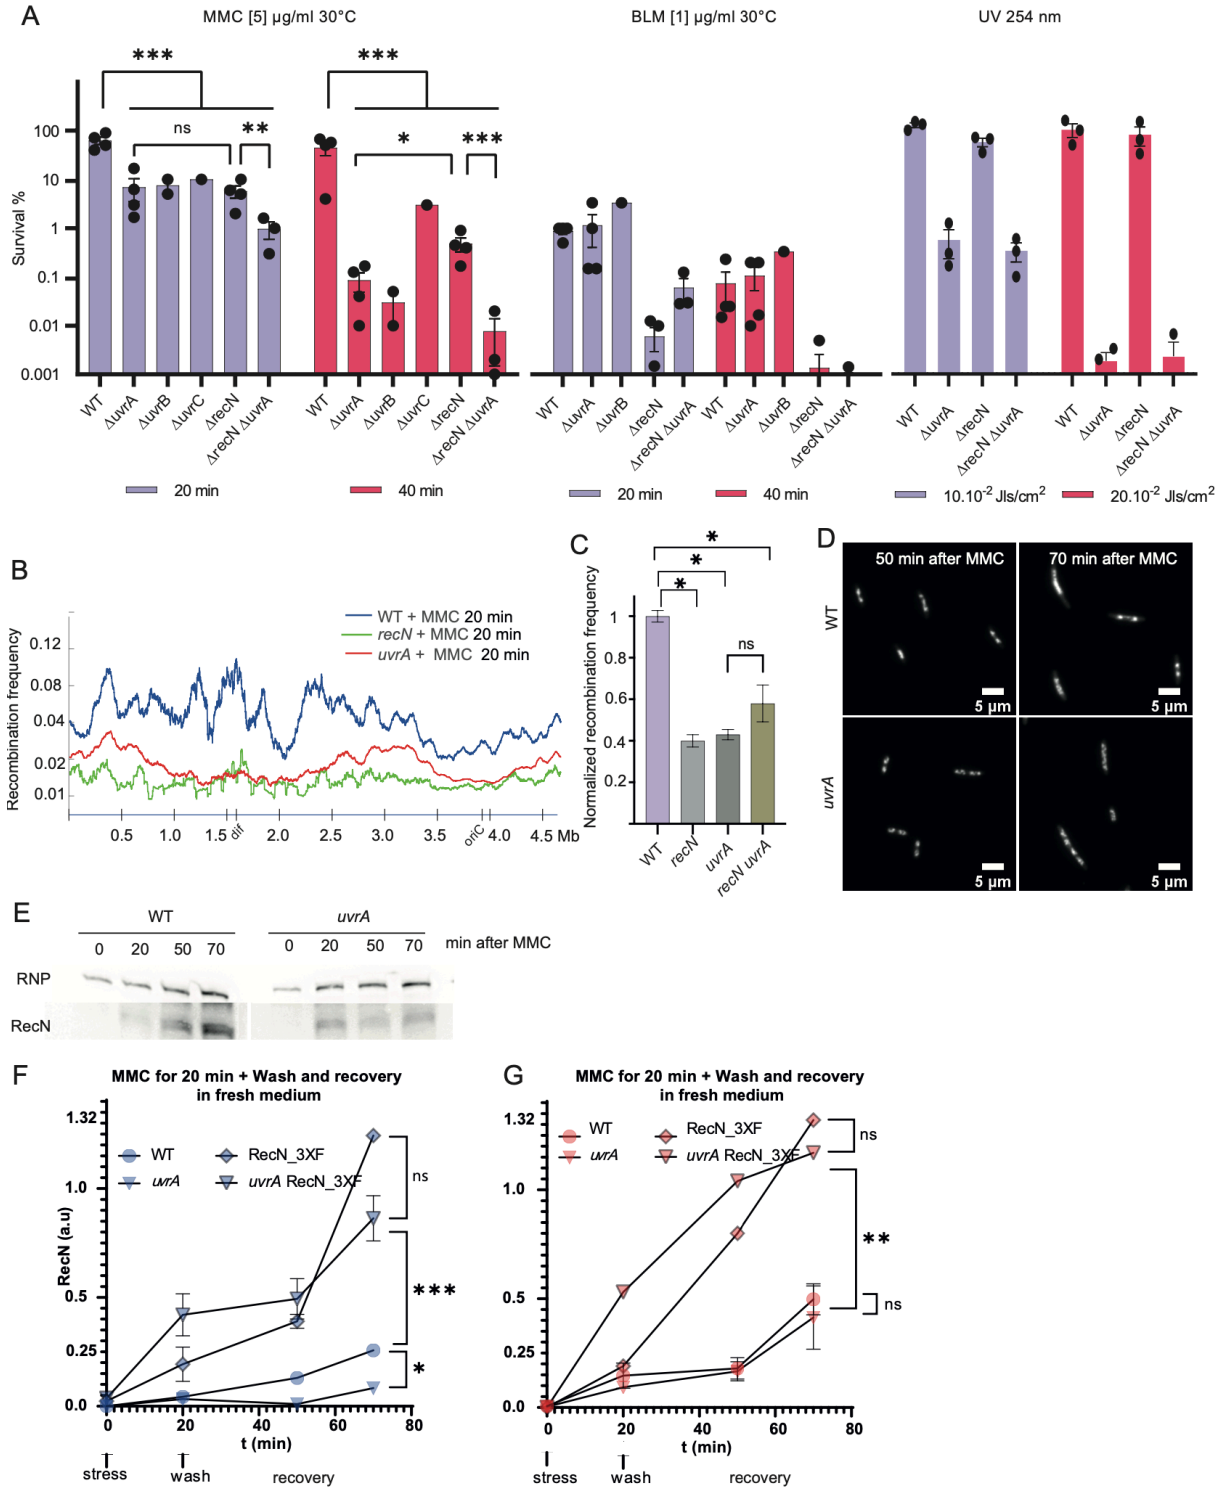 A
MMC [5] µg/ml 30°C
BLM [1] µg/ml 30°C
UV 254 nm
*** ***
ns ** * ***
Survival %
100
10
1
0.1
0.01
0.001
WT ΔuvrA ΔuvrB ΔuvrC ΔrecN ΔrecN ΔuvrA
WT ΔuvrA ΔuvrB ΔuvrC ΔrecN ΔrecN ΔuvrA
WT ΔuvrA ΔuvrB ΔrecN ΔrecN ΔuvrA
WT ΔuvrA ΔuvrB ΔrecN ΔrecN ΔuvrA
WT ΔuvrA ΔrecN ΔrecN ΔuvrA
WT ΔuvrA ΔrecN ΔrecN ΔuvrA
20 min 40 min
20 min 40 min
10.10-2 Jls/cm2 20.10-2 Jls/cm2
B
WT + MMC 20 min
recN + MMC 20 min
uvrA + MMC 20 min
Recombination frequency
0.12
0.08
0.04
0.02
0.01
0.5 1.0 1.5 dif 2.0 2.5 3.0 3.5 oriC 4.0 4.5 Mb
C
*
*
*
ns
Normalized recombination frequency
1
0.8
0.6
0.4
0.2
WT recN uvrA recN uvrA
D
50 min after MMC 70 min after MMC
WT
5 µm 5 µm
uvrA
5 µm 5 µm
E
WT uvrA
0 20 50 70 0 20 50 70 min after MMC
RNP
RecN
F
MMC for 20 min + Wash and recovery
in fresh medium
RecN (a.u)
1.32
1.0
0.5
0.25
0.0
WT RecN_3XF
uvrA uvrA RecN_3XF
ns
***
*
0 20 40 60 80
t (min)
stress wash recovery
G
MMC for 20 min + Wash and recovery
in fresh medium
1.32
1.0
0.5
0.25
0.0
WT RecN_3XF
uvrA uvrA RecN_3XF
ns
**
ns
0 20 40 60 80
t (min)
stress wash recovery